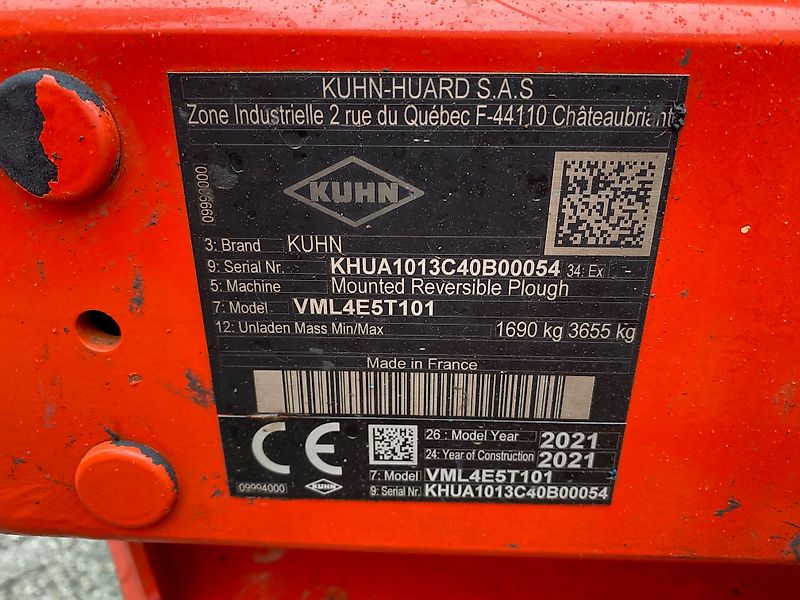 KUHN-HUARD S.A.S
Zone Industrielle 2 rue du Québec F-44110 Châteaubriant
09994000
KUHN
3: Brand KUHN
9: Serial Nr. KHUA1013C40B00054 34: Ex
5: Machine Mounted Reversible Plough
7: Model VML4E5T101
12: Unladen Mass Min/Max 1690 kg 3655 kg
Made in France
CE
26 : Model Year 2021
24: Year of Construction 2021
7: Model VML4E5T101
09994000 KUHN 9: Serial Nr. KHUA1013C40B00054